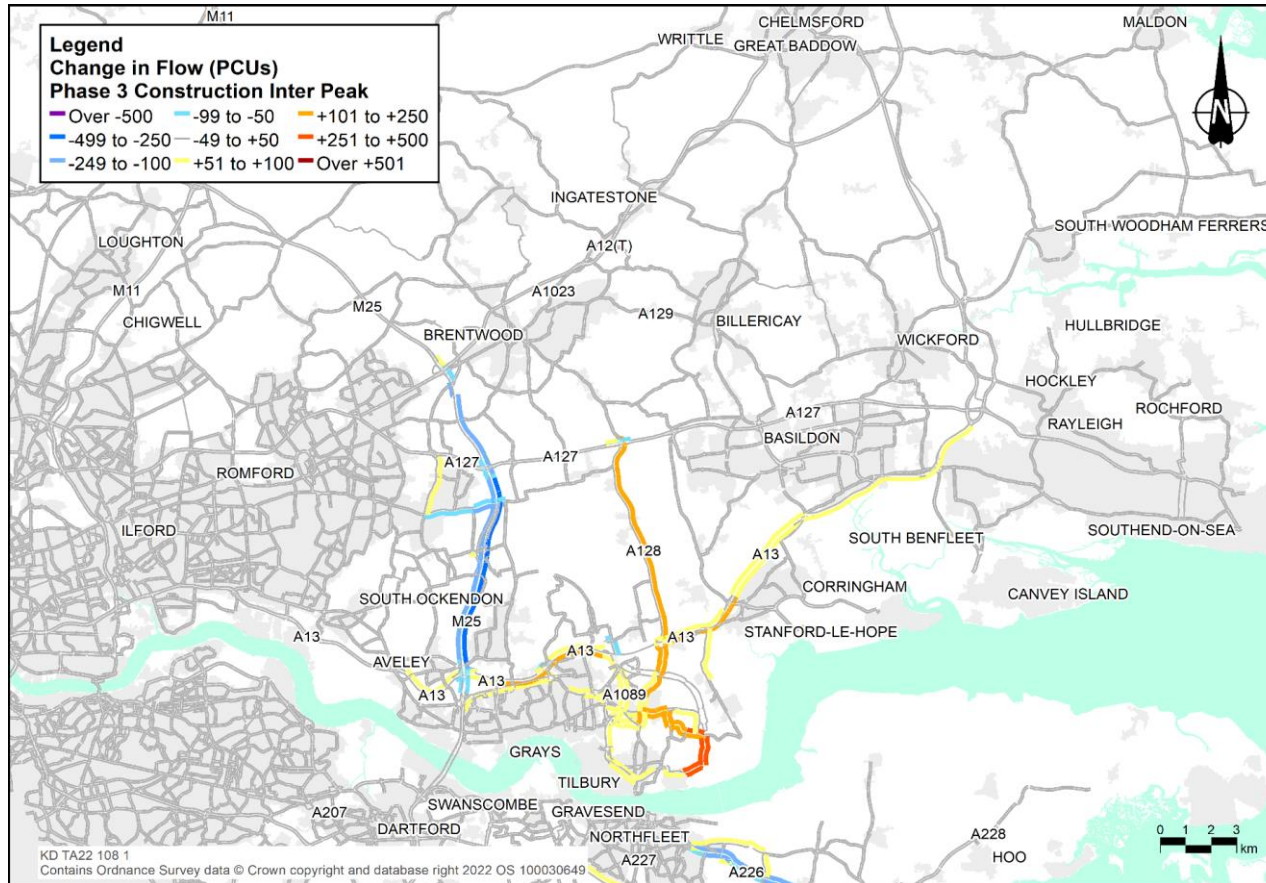 M11
CHELMSFORD
MALDON
WRITTLE
GREAT BADDOW
Legend
Change in Flow (PCUs)
Phase 3 Construction Inter Peak
Over -500
-99 to -50
+101 to +250
-499 to -250
-49 to +50
+251 to +500
-249 to -100
+51 to +100
Over +501
N
INGATESTONE
LOUGHTON
SOUTH WOODHAM FERRERS
A12(T)
M11
A1023
M25
CHIGWELL
A129
BILLERICAY
HULLBRIDGE
BRENTWOOD
WICKFORD
HOCKLEY
ROCHFORD
A127
RAYLEIGH
BASILDON
A127
A127
ROMFORD
ILFORD
SOUTHEND-ON-SEA
SOUTH BENFLEET
A128
A13
CORRINGHAM
CANVEY ISLAND
SOUTH OCKENDON
M25
STANFORD-LE-HOPE
A13
A13
A13
AVELEY
A13
A13
A1089
GRAYS
TILBURY
SWANSCOMBE
GRAVESEND
A207
DARTFORD
NORTHFLEET
A228
HOO
A227
A226
0 1 2 3
km
KD TA22 108 1
Contains Ordnance Survey data © Crown copyright and database right 2022 OS 100030649